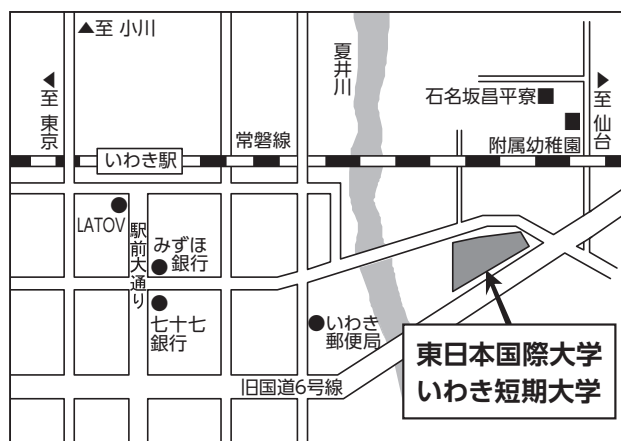 ▲至 小川
▲至 東京
夏井川
石名坂昌平寮■
▲至 仙台
常磐線
附属幼稚園
いわき駅
LATOV
駅前大通り
みずほ
銀行
七十七
銀行
いわき
郵便局
旧国道6号線
東日本国際大学
いわき短期大学